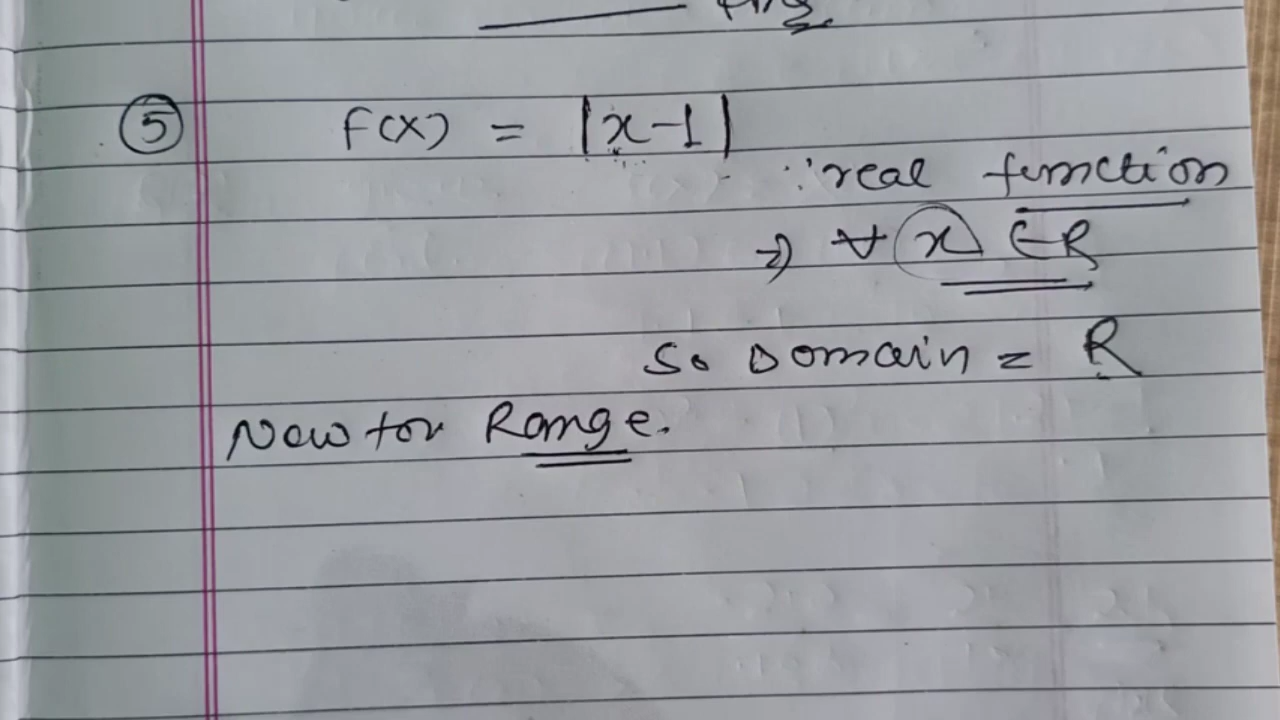 ⑤ f(x) = |x-1|
∵ real function
⇒ ∀ x ∈ R
So Domain = R
Now for Range.